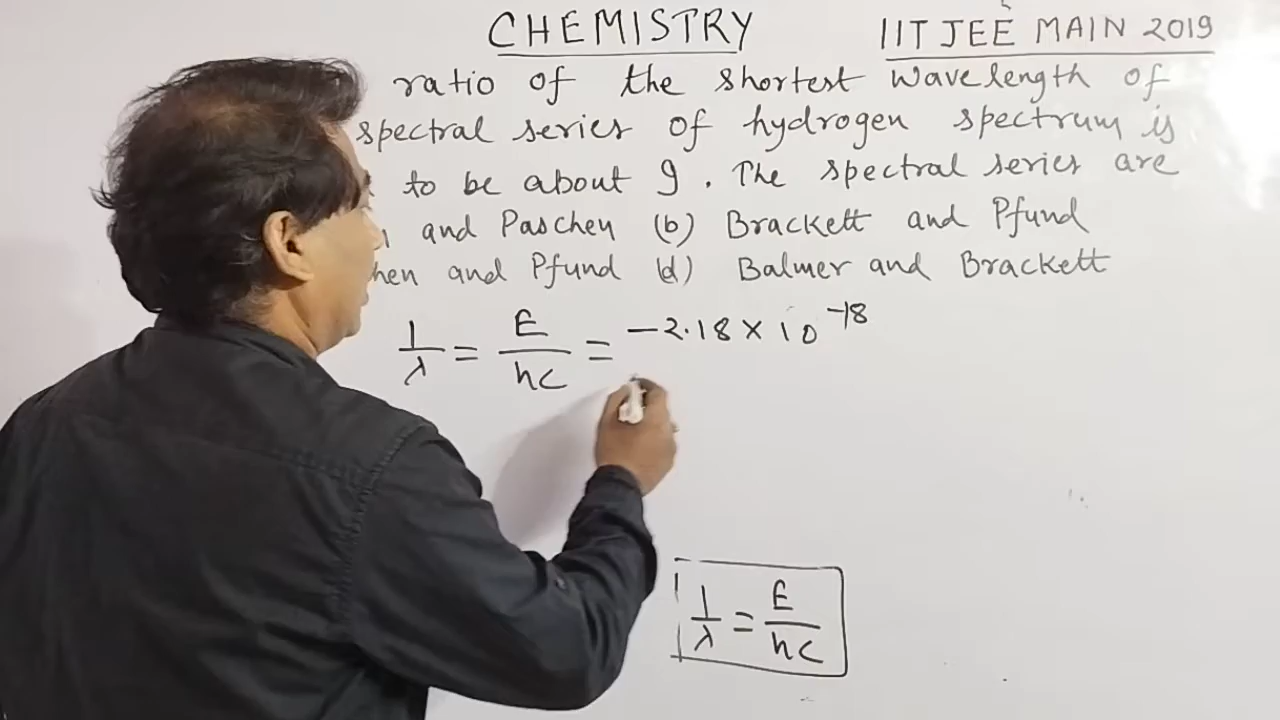 CHEMISTRY IIT JEE MAIN 2019
ratio of the shortest wavelength of
spectral series of hydrogen spectrum is
to be about 9. The spectral series are
and Paschen (b) Brackett and Pfund
hen and Pfund (d) Balmer and Brackett
1/λ = E/hc = -2.18 × 10^-18
1/λ = E/hc